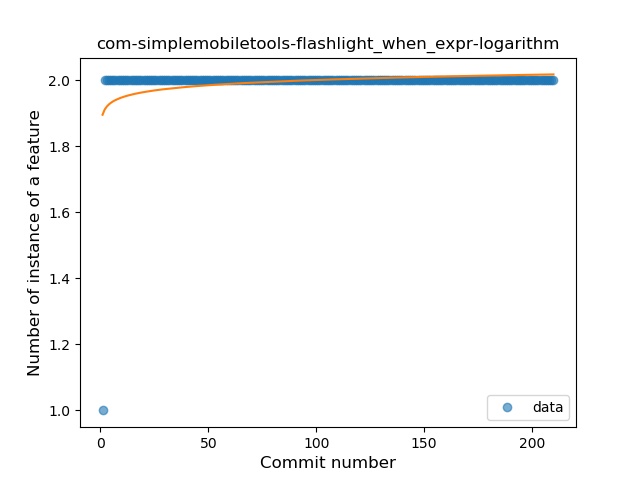 com-simplemobiletools-flashlight_when_expr-logarithm
Number of instance of a feature
2.0
1.8
1.6
1.4
1.2
1.0
data
0
50
100
150
200
Commit number